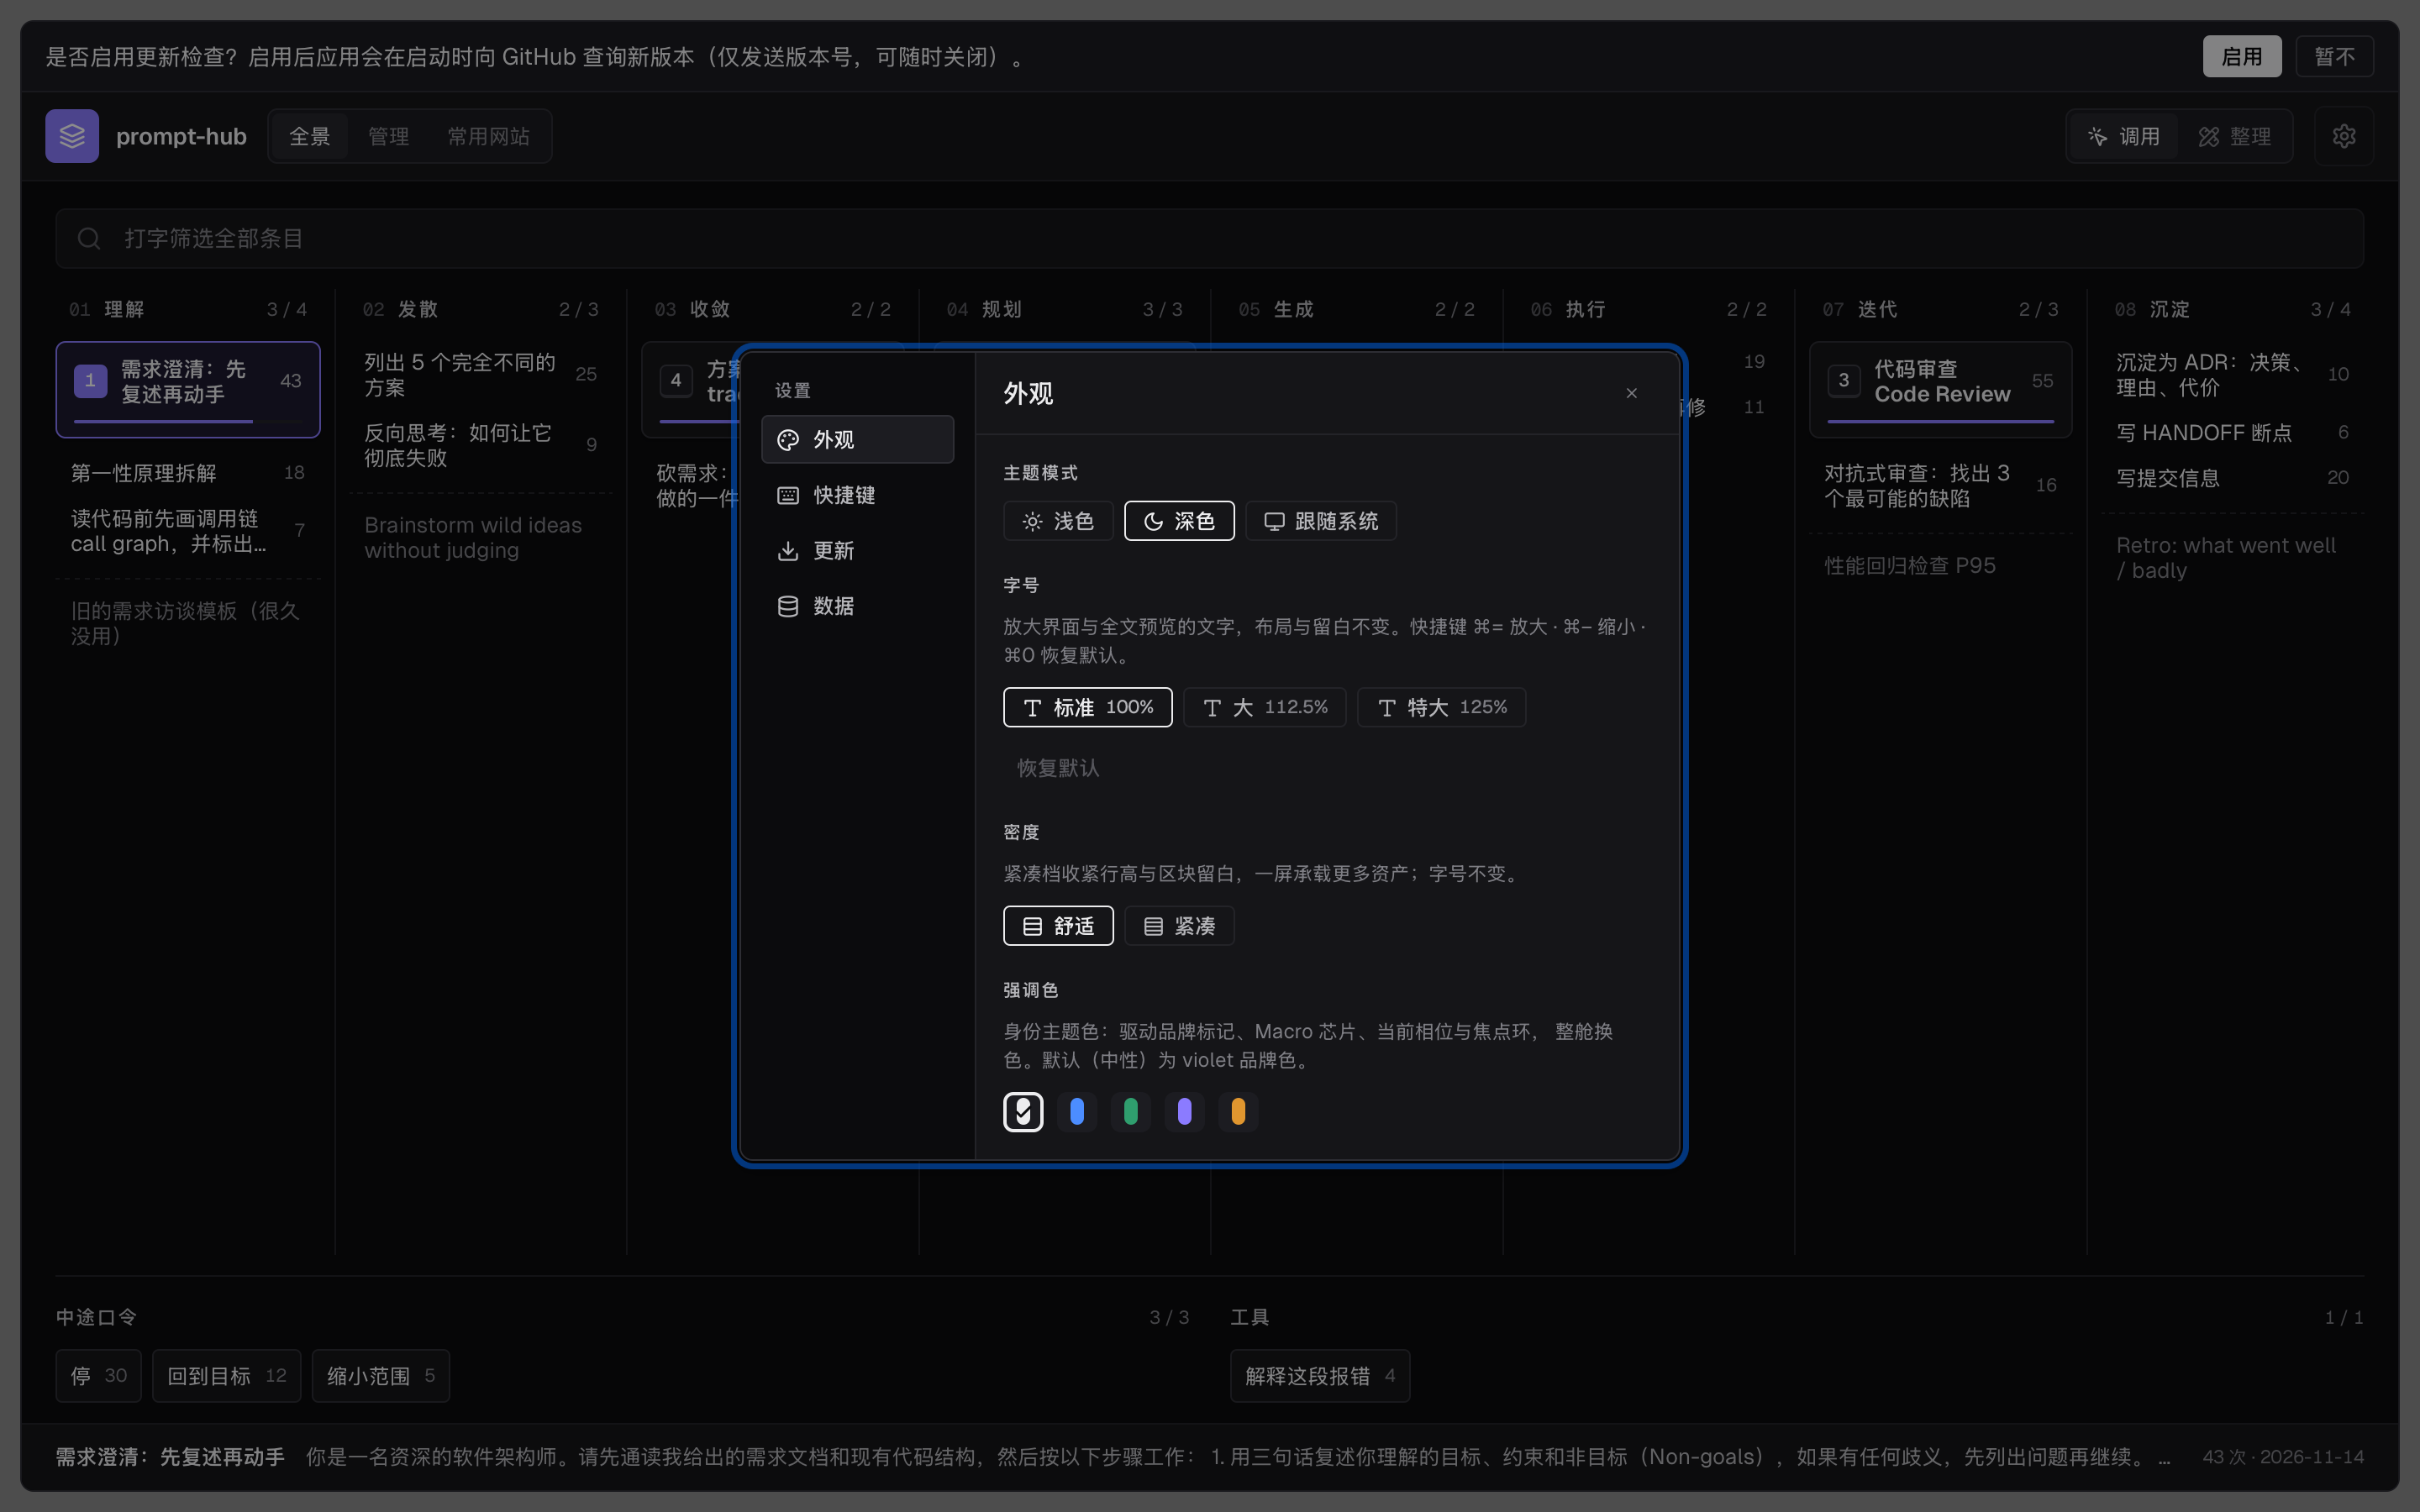 是否启用更新检查？启用后应用会在启动时向 GitHub 查询新版本（仅发送版本号，可随时关闭）。
启用
暂不
prompt-hub
全景
管理
常用网站
调用
整理
打字筛选全部条目
01 理解 3 / 4
1
需求澄清：先
复述再动手
43
第一性原理拆解 18
读代码前先画调用链
call graph，并标出…
7
旧的需求访谈模板（很久
没用）
02 发散 2 / 3
列出 5 个完全不同的
方案
25
反向思考：如何让它
彻底失败
9
Brainstorm wild ideas
without judging
03 收敛 2 / 2
4
砍需求：
做的一件
04 规划 3 / 3
05 生成 2 / 2
06 执行 2 / 2
19
修 11
07 迭代 2 / 3
3
代码审查
Code Review
55
对抗式审查：找出 3
个最可能的缺陷
16
性能回归检查 P95
08 沉淀 3 / 4
沉淀为 ADR：决策、
理由、代价
10
写 HANDOFF 断点 6
写提交信息 20
Retro: what went well
/ badly
设置
外观
快捷键
更新
数据
外观
主题模式
浅色
深色
跟随系统
字号
放大界面与全文预览的文字，布局与留白不变。快捷键 ⌘= 放大 · ⌘− 缩小 ·
⌘0 恢复默认。
标准 100%
大 112.5%
特大 125%
恢复默认
密度
紧凑档收紧行高与区块留白，一屏承载更多资产；字号不变。
舒适
紧凑
强调色
身份主题色：驱动品牌标记、Macro 芯片、当前相位与焦点环， 整舱换
色。默认（中性）为 violet 品牌色。
中途口令 3 / 3
停 30
回到目标 12
缩小范围 5
工具 1 / 1
解释这段报错 4
需求澄清：先复述再动手 你是一名资深的软件架构师。请先通读我给出的需求文档和现有代码结构，然后按以下步骤工作： 1. 用三句话复述你理解的目标、约束和非目标（Non-goals），如果有任何歧义，先列出问题再继续。 …
43 次 · 2026-11-14